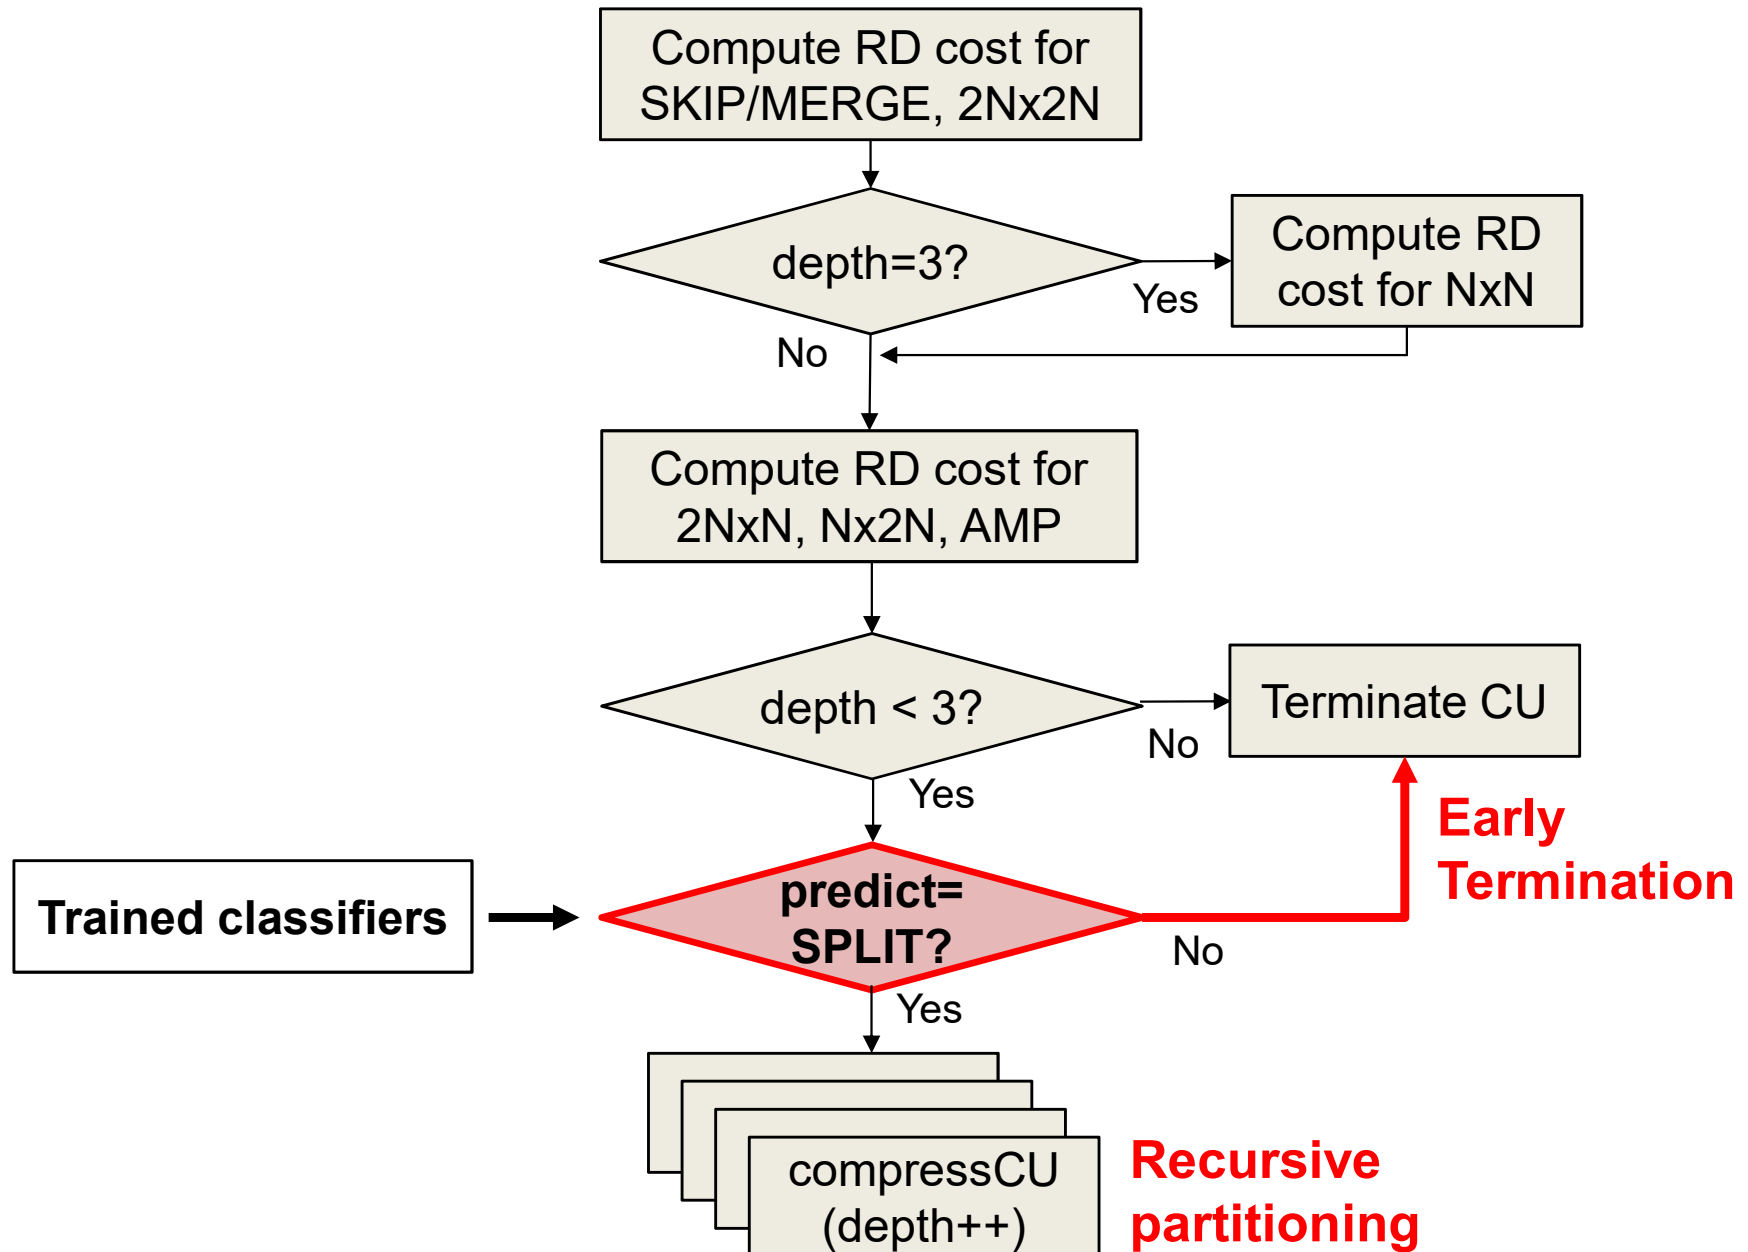 Compute RD cost for
SKIP/MERGE, 2Nx2N
depth=3?
Yes
Compute RD
cost for NxN
No
Compute RD cost for
2NxN, Nx2N, AMP
depth < 3?
No
Terminate CU
Yes
Early
Termination
Trained classifiers
predict=
SPLIT?
No
Yes
compressCU
(depth++)
Recursive
partitioning